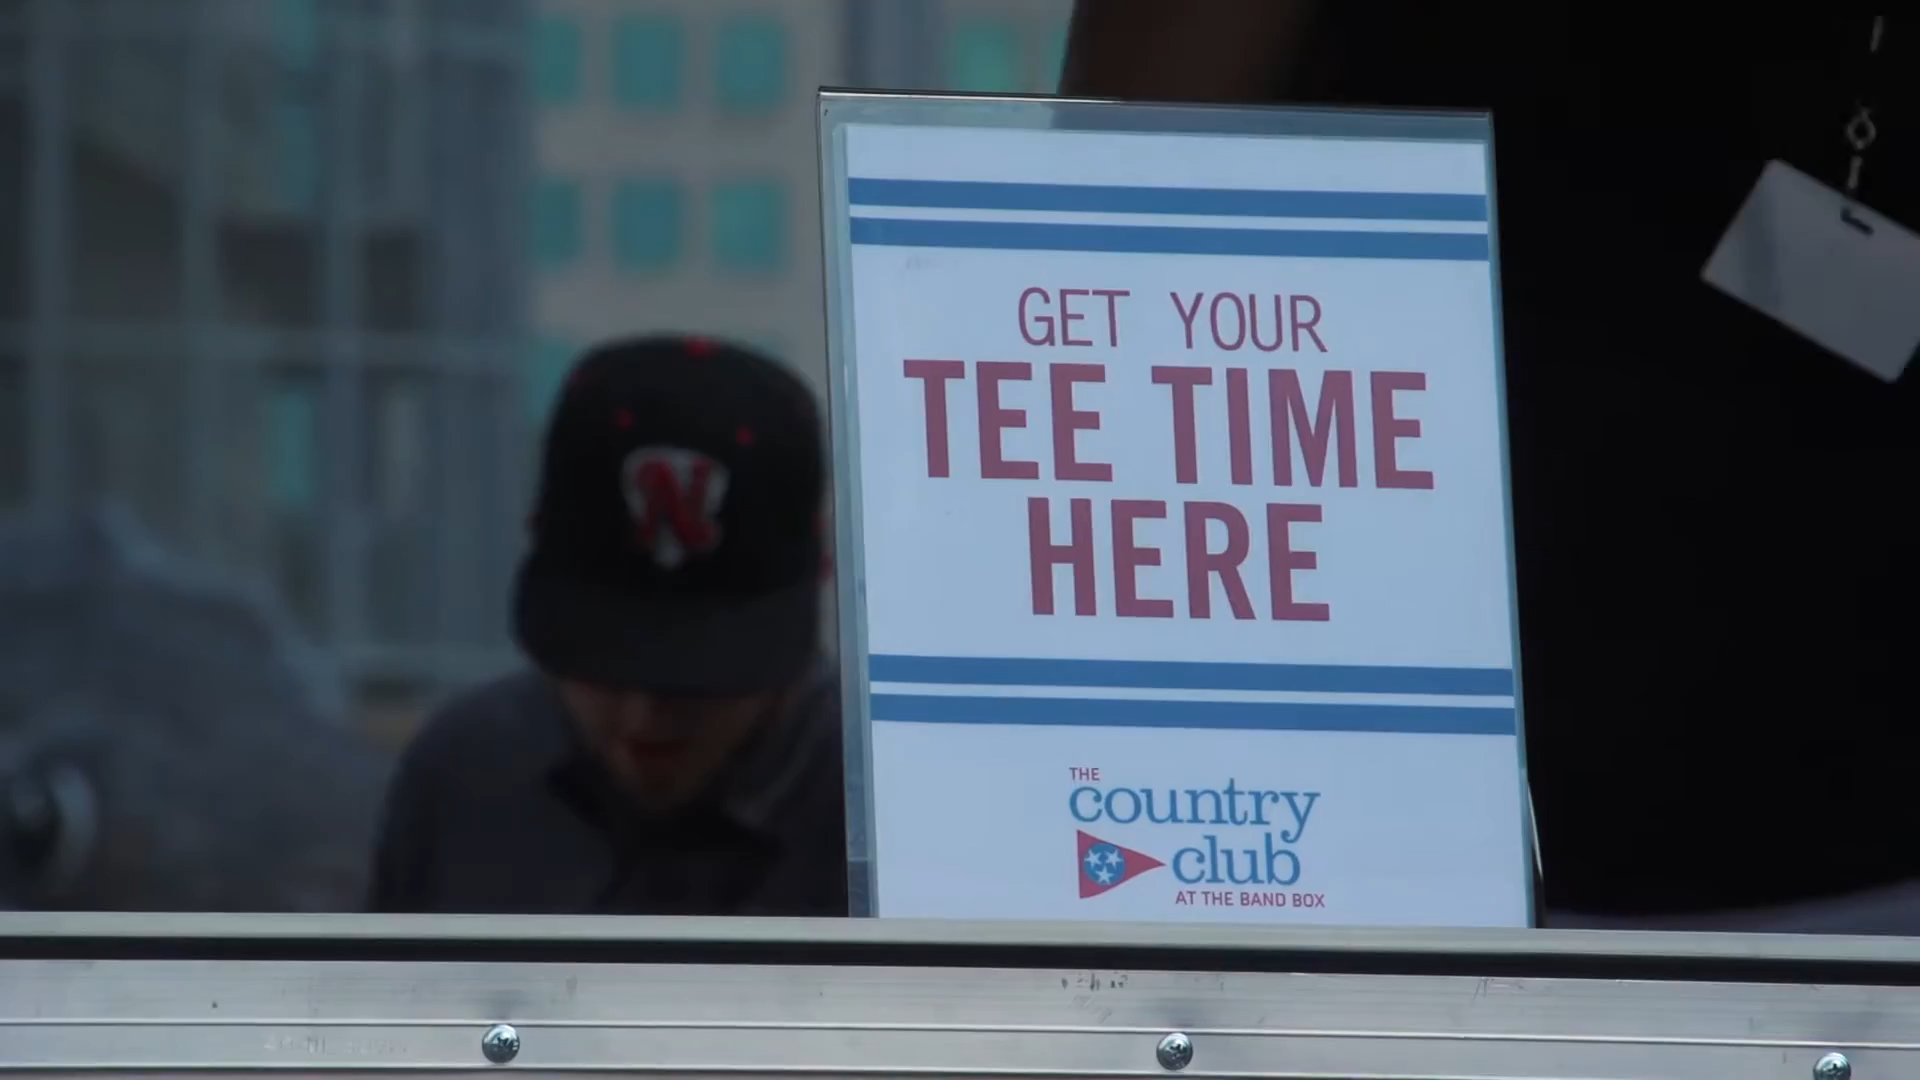 GET YOUR
TEE TIME
HERE
THE
country
club
AT THE BAND BOX
N